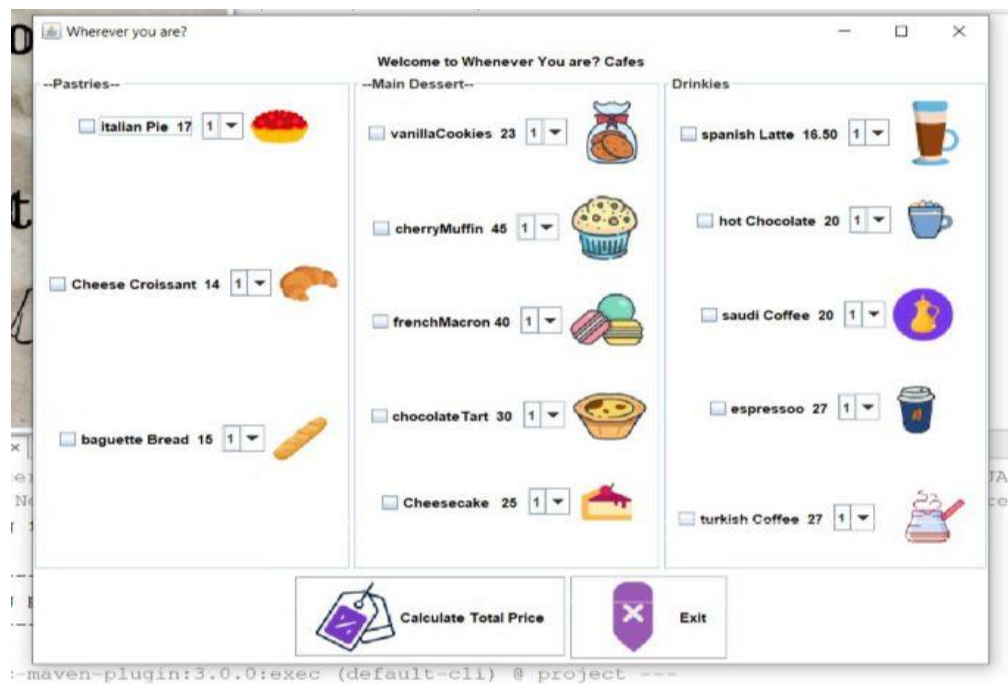 Wherever you are?
Welcome to Whenever You are? Cafes
--Pastries--
italian Pie 17 1
Cheese Croissant 14 1
baguette Bread 15 1
--Main Dessert--
vanillaCookies 23 1
cherryMuffin 45 1
frenchMacron 40 1
chocolateTart 30 1
Cheesecake 25 1
Drinkies
spanish Latte 16.50 1
hot Chocolate 20 1
saudi Coffee 20 1
espressoo 27 1
turkish Coffee 27 1
Calculate Total Price
Exit
-maven-plugin:3.0.0:exec (default-cli) @ project ---